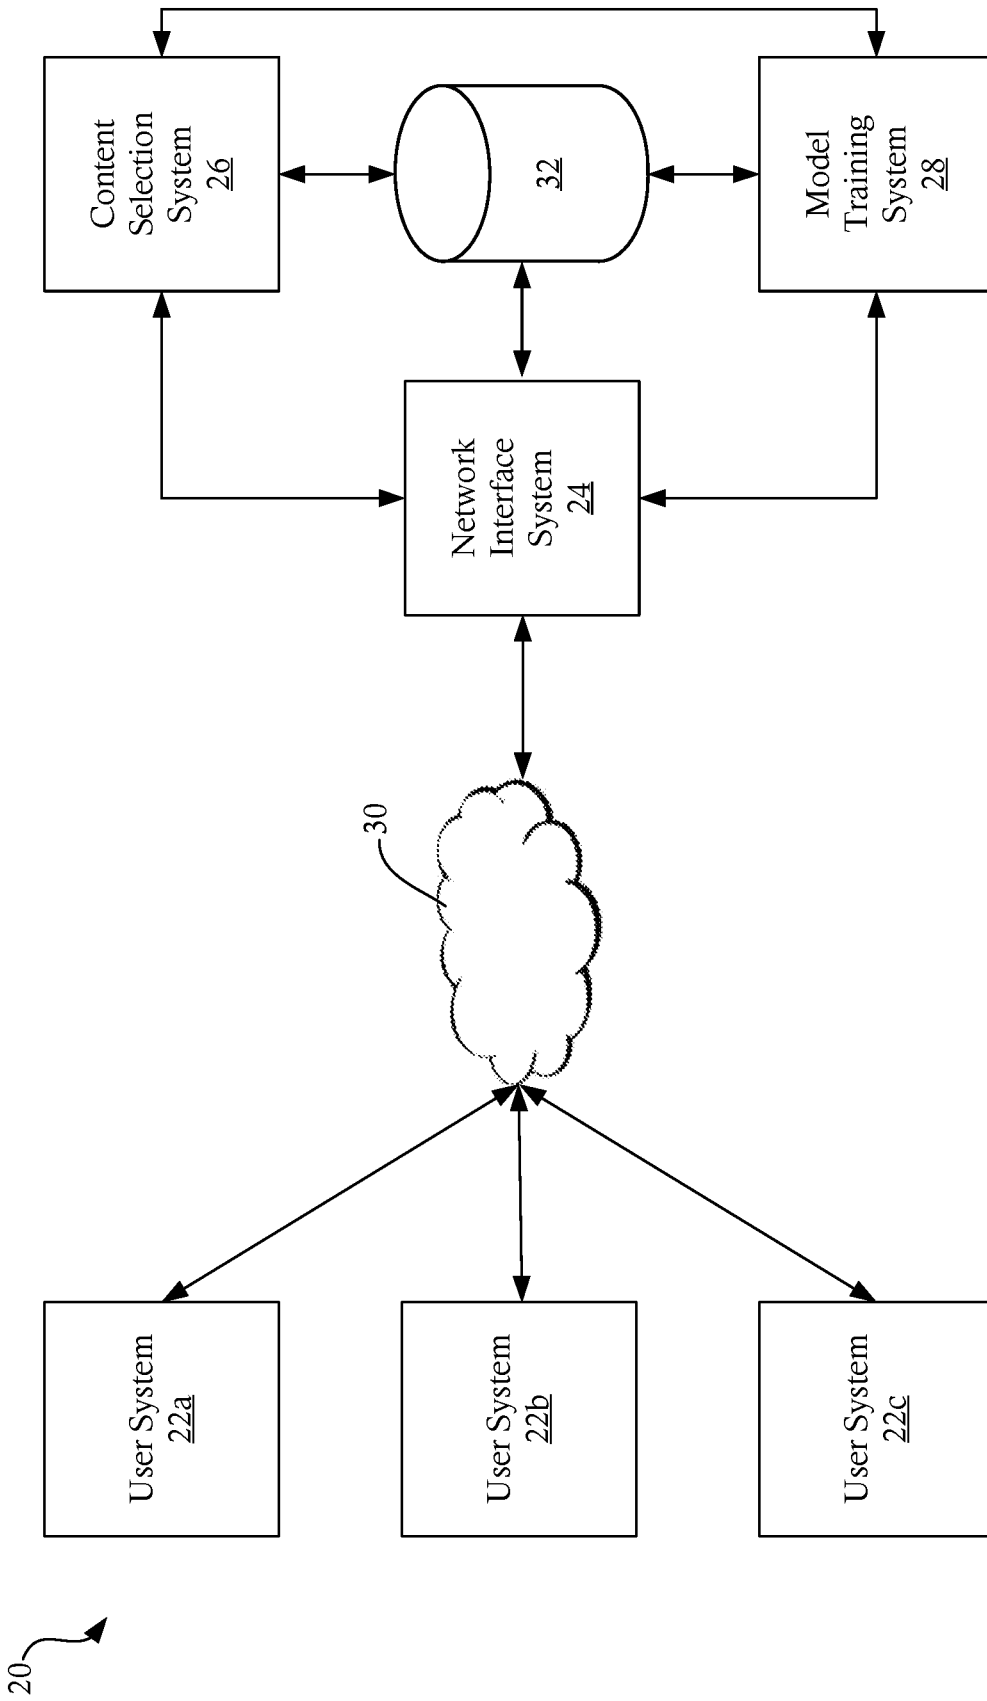 20
User System
22a
User System
22b
User System
22c
30
Network
Interface
System
24
Content
Selection
System
26
32
Model
Training
System
28